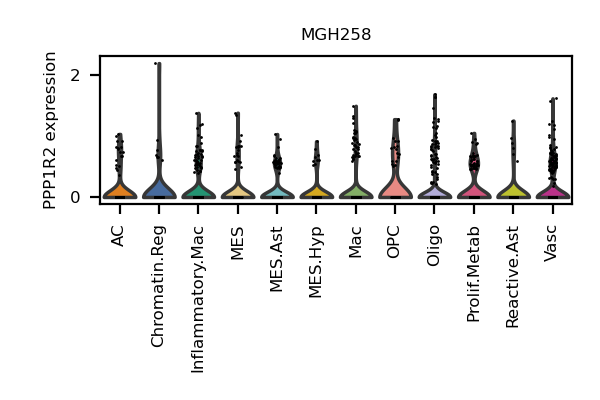 MGH258
PPP1R2 expression
2
0
AC
Chromatin.Reg
Inflammatory.Mac
MES
MES.Ast
MES.Hyp
Mac
OPC
Oligo
Prolif.Metab
Reactive.Ast
Vasc